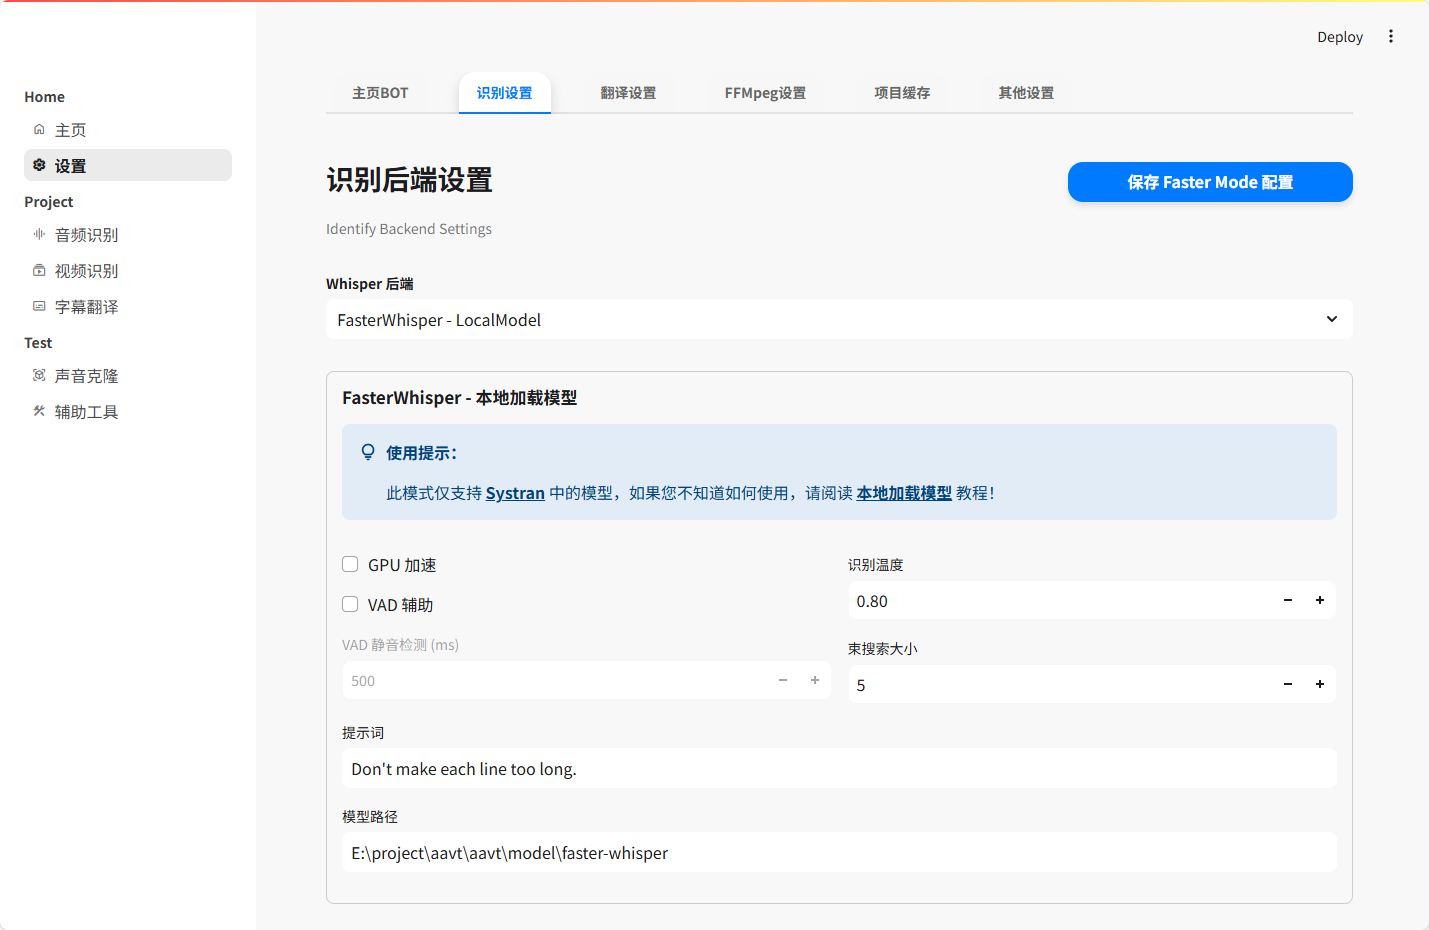 Deploy
Home
主页
设置
Project
音频识别
视频识别
字幕翻译
Test
声音克隆
辅助工具
主页BOT
识别设置
翻译设置
FFMpeg设置
项目缓存
其他设置
识别后端设置
保存 Faster Mode 配置
Identify Backend Settings
Whisper 后端
FasterWhisper - LocalModel
FasterWhisper - 本地加载模型
使用提示：
此模式仅支持 Systran 中的模型，如果您不知道如何使用，请阅读 本地加载模型 教程！
GPU 加速
VAD 辅助
VAD 静音检测 (ms)
500
识别温度
0.80
束搜索大小
5
提示词
Don't make each line too long.
模型路径
E:\project\aavt\aavt\model\faster-whisper